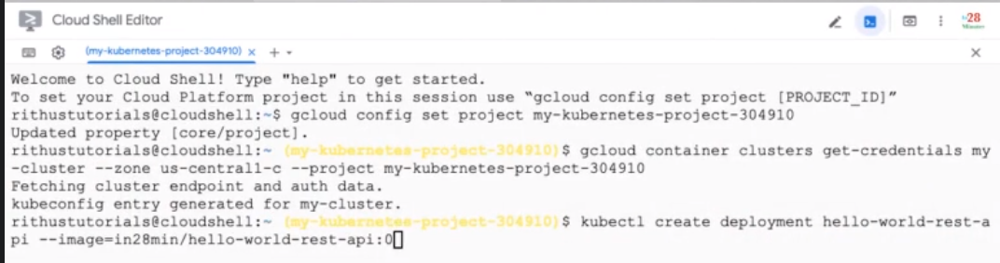 Cloud Shell Editor
in28
Minutes
(my-kubernetes-project-304910) x + -
Welcome to Cloud Shell! Type "help" to get started.
To set your Cloud Platform project in this session use “gcloud config set project [PROJECT_ID]”
rithustutorials@cloudshell:~$ gcloud config set project my-kubernetes-project-304910
Updated property [core/project].
rithustutorials@cloudshell:~ (my-kubernetes-project-304910)$ gcloud container clusters get-credentials my
-cluster --zone us-central1-c --project my-kubernetes-project-304910
Fetching cluster endpoint and auth data.
kubeconfig entry generated for my-cluster.
rithustutorials@cloudshell:~ (my-kubernetes-project-304910)$ kubectl create deployment hello-world-rest-a
pi --image=in28min/hello-world-rest-api:0